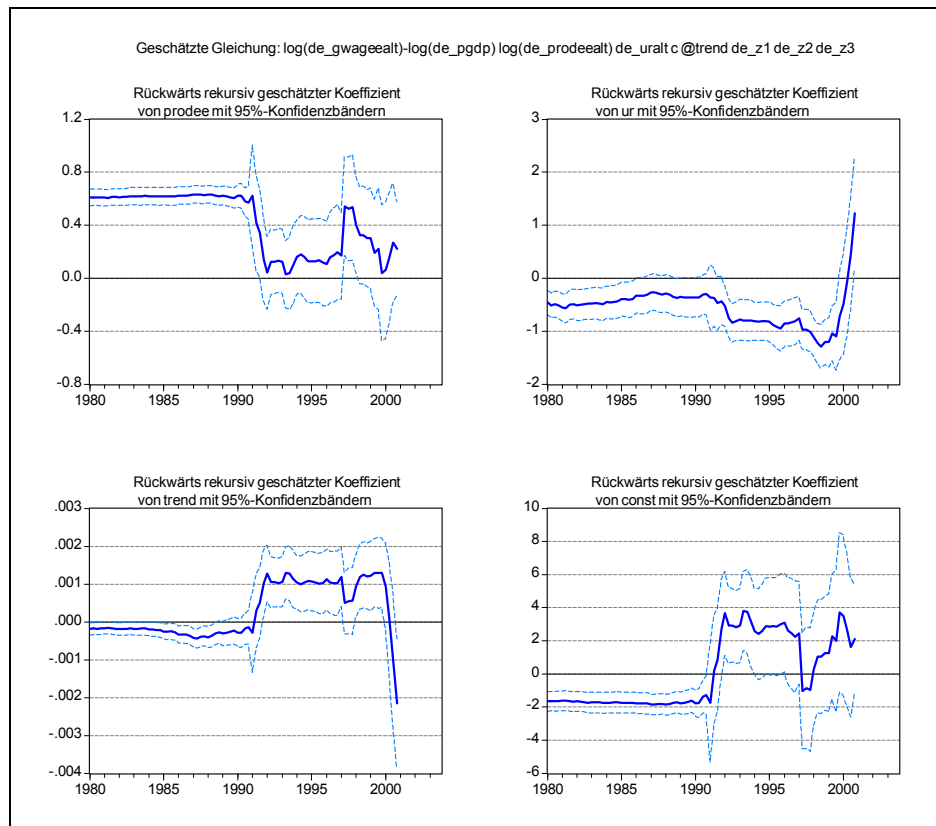 Geschätzte Gleichung: log(de_gwageealt)-log(de_pgdp) log(de_prodeealt) de_uralt c @trend de_z1 de_z2 de_z3
Rückwärts rekursiv geschätzter Koeffizient
von prodee mit 95%-Konfidenzbändern
1.2
0.8
0.4
0.0
-0.4
-0.8
1980 1985 1990 1995 2000
Rückwärts rekursiv geschätzter Koeffizient
von ur mit 95%-Konfidenzbändern
3
2
1
0
-1
-2
1980 1985 1990 1995 2000
Rückwärts rekursiv geschätzter Koeffizient
von trend mit 95%-Konfidenzbändern
.003
.002
.001
.000
-.001
-.002
-.003
-.004
1980 1985 1990 1995 2000
Rückwärts rekursiv geschätzter Koeffizient
von const mit 95%-Konfidenzbändern
10
8
6
4
2
0
-2
-4
-6
1980 1985 1990 1995 2000